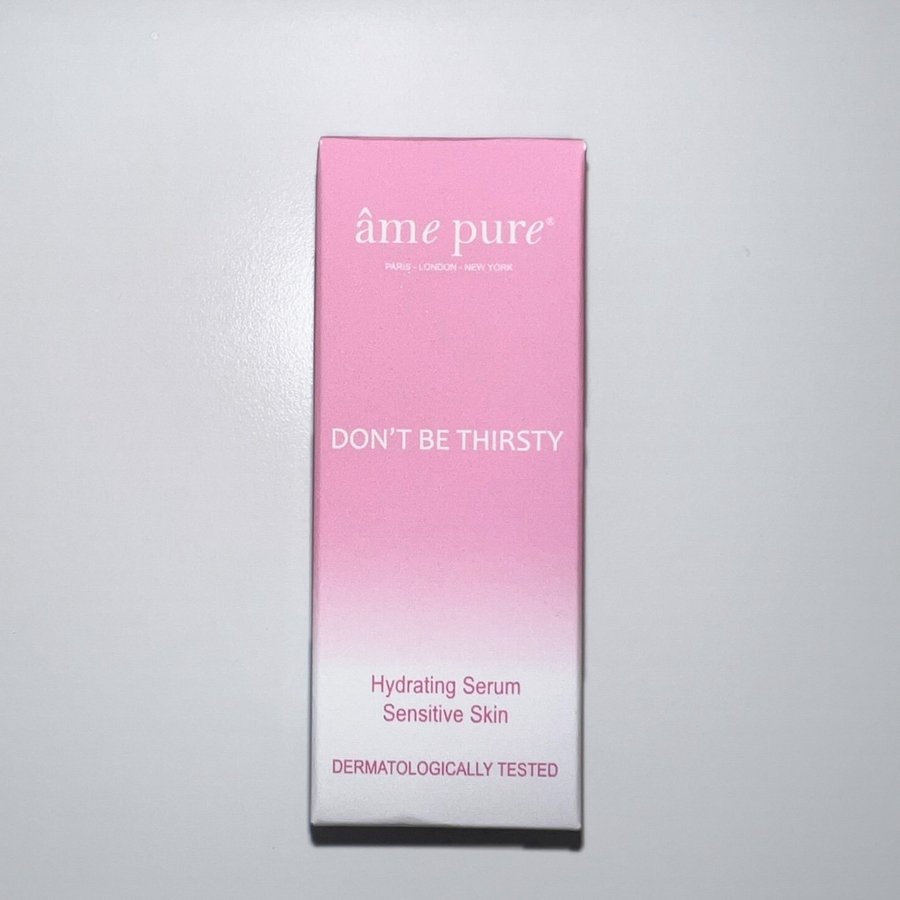 âme pure®
PARIS - LONDON - NEW YORK
DON'T BE THIRSTY
Hydrating Serum
Sensitive Skin
DERMATOLOGICALLY TESTED